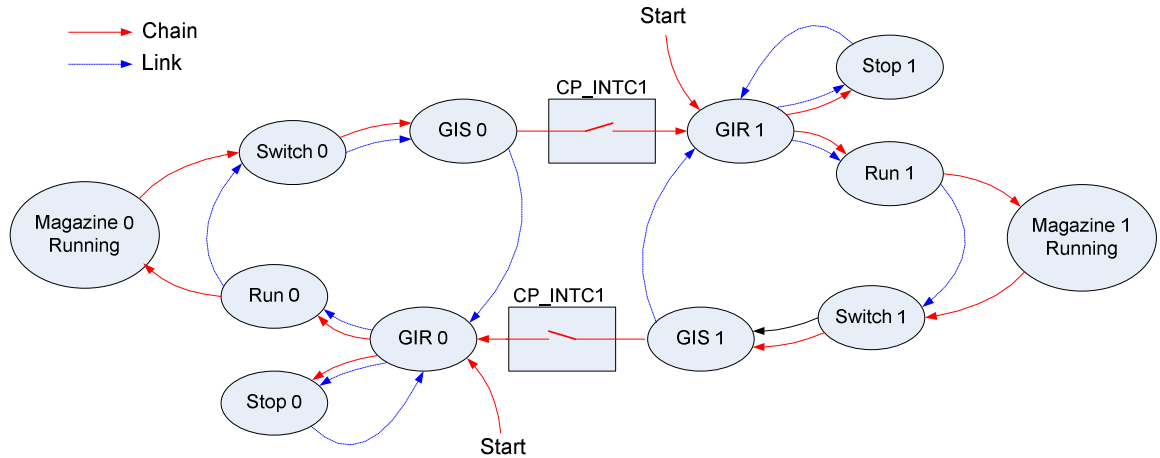 Chain
Link
Start
Stop 1
CP_INTC1
GIS 0
GIR 1
Switch 0
Run 1
Magazine 0
Running
Magazine 1
Running
Run 0
CP_INTC1
GIR 0
GIS 1
Switch 1
Stop 0
Start